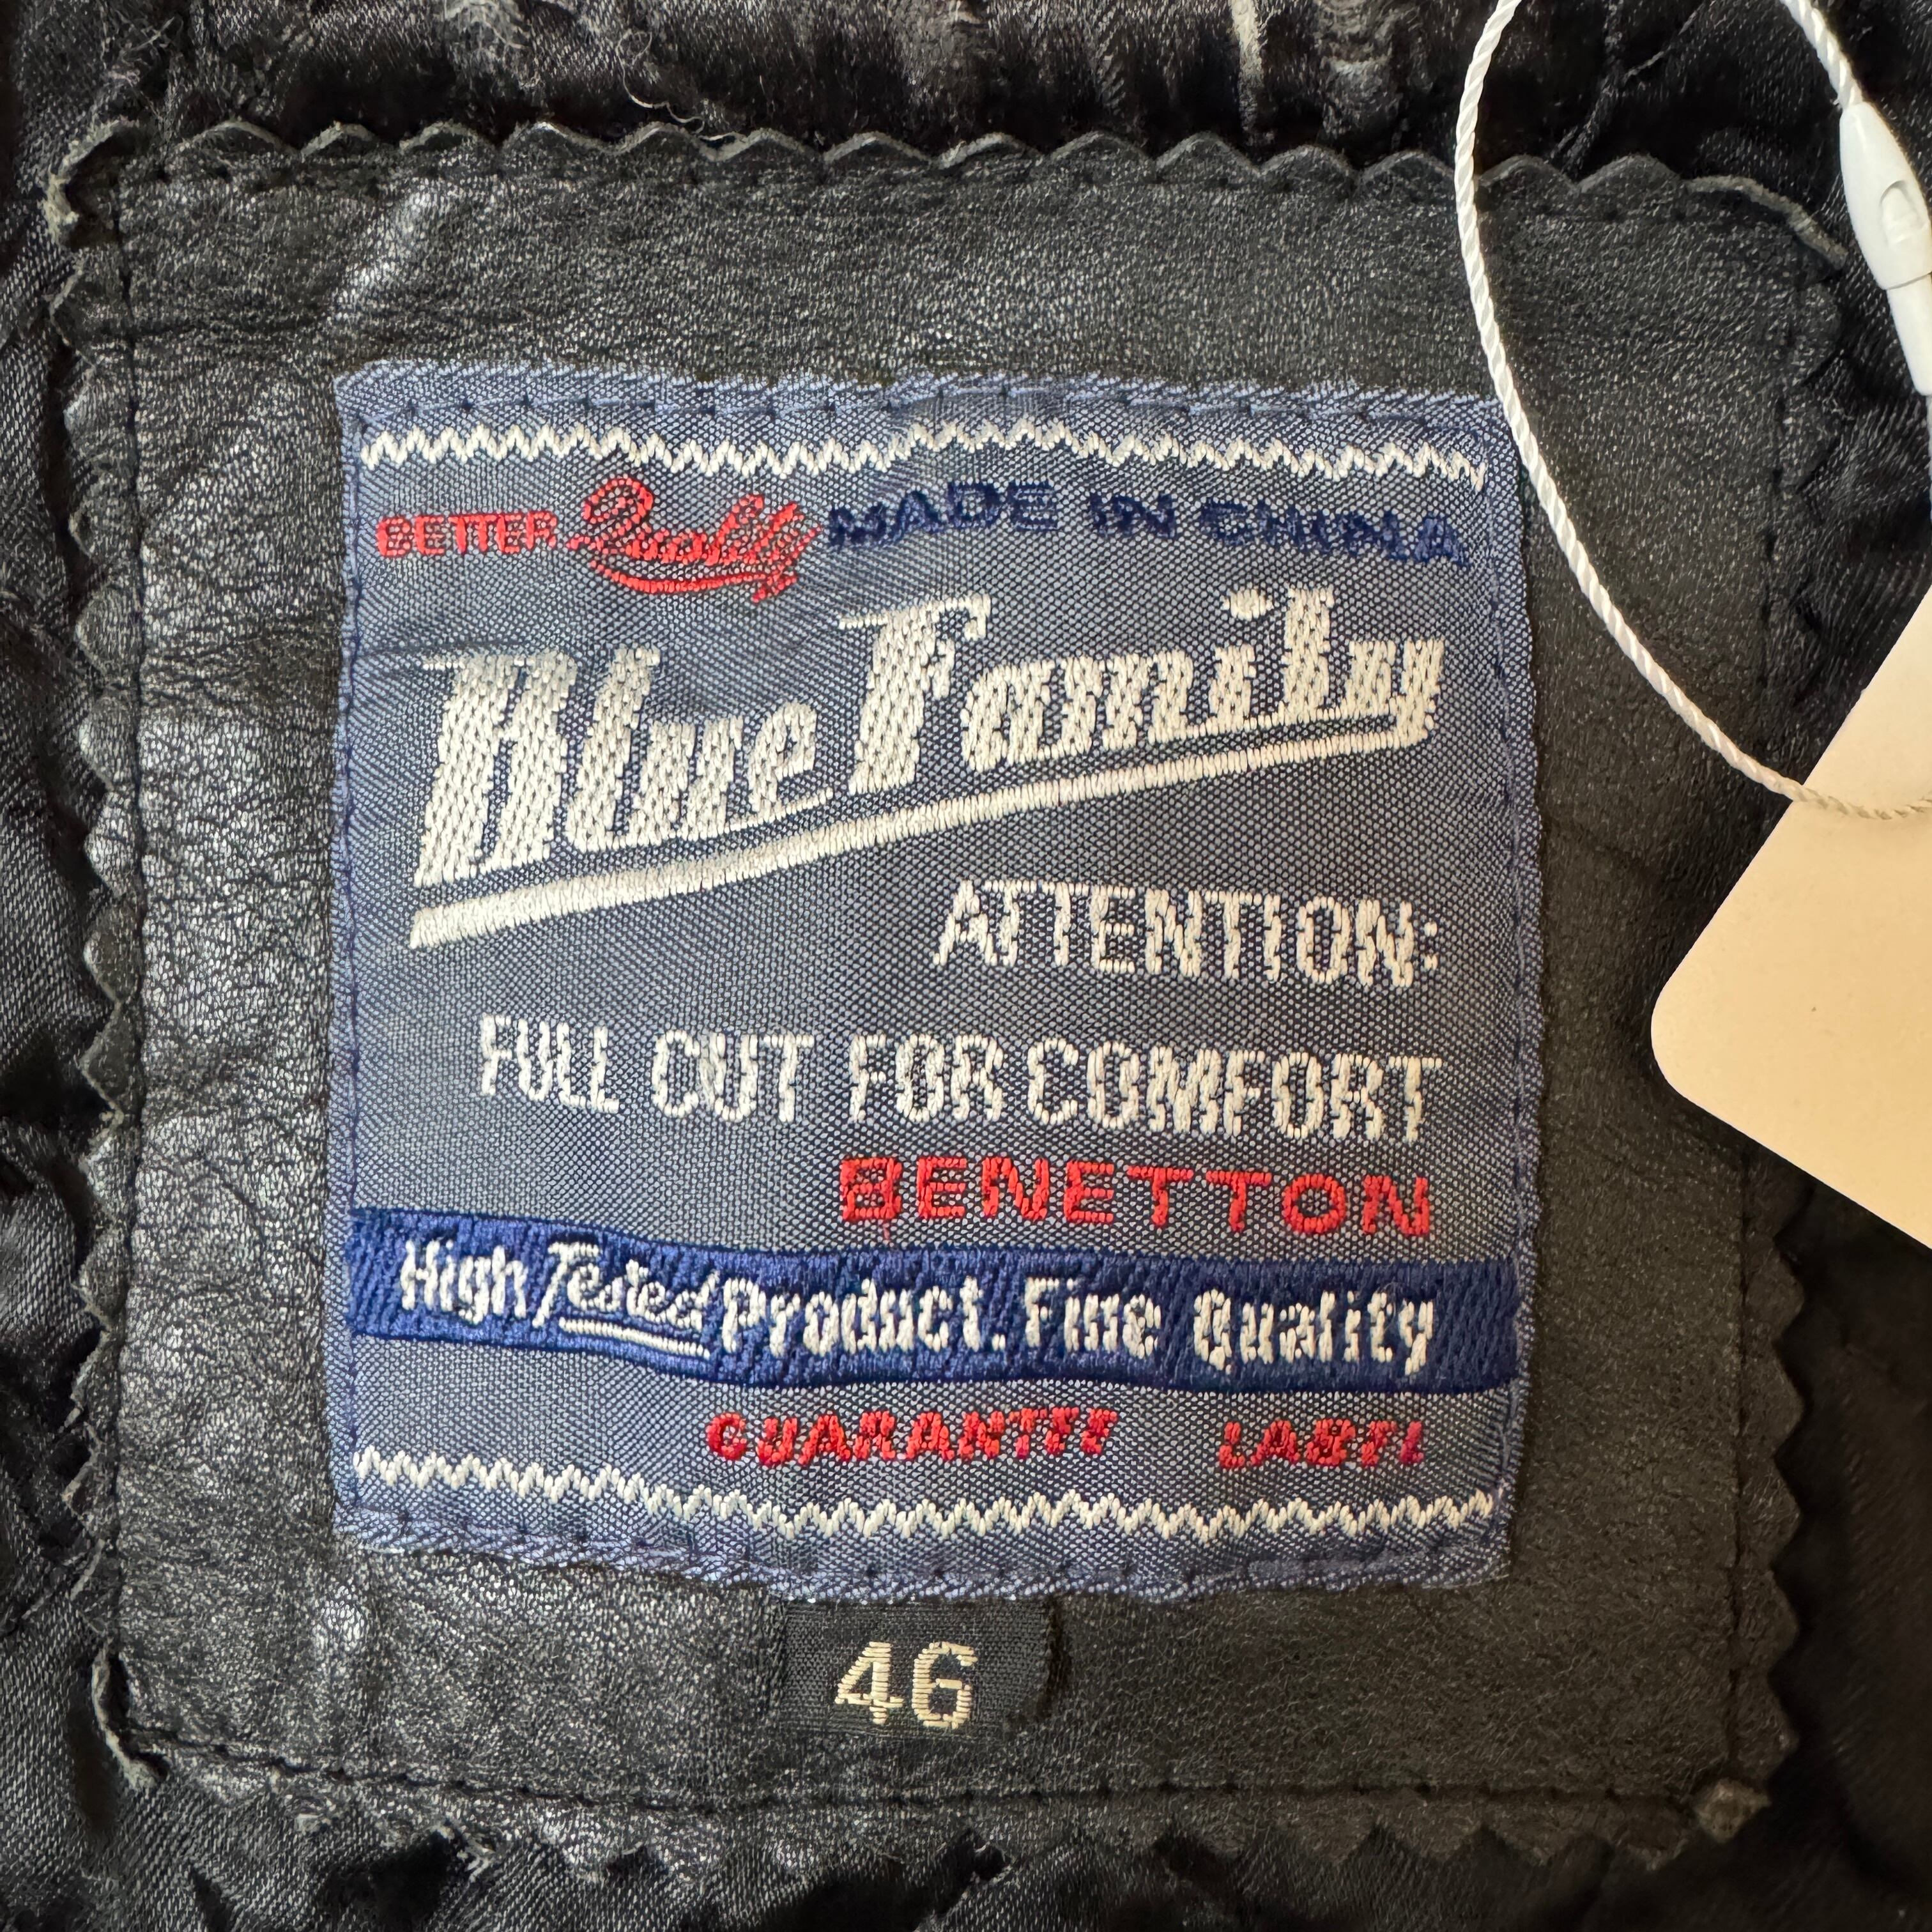 BETTER Quality MADE IN CHINA
Blue Family
ATTENTION:
FULL CUT FOR COMFORT
BENETTON
High Tested Product. Fine Quality
GUARANTEE LABEL
46